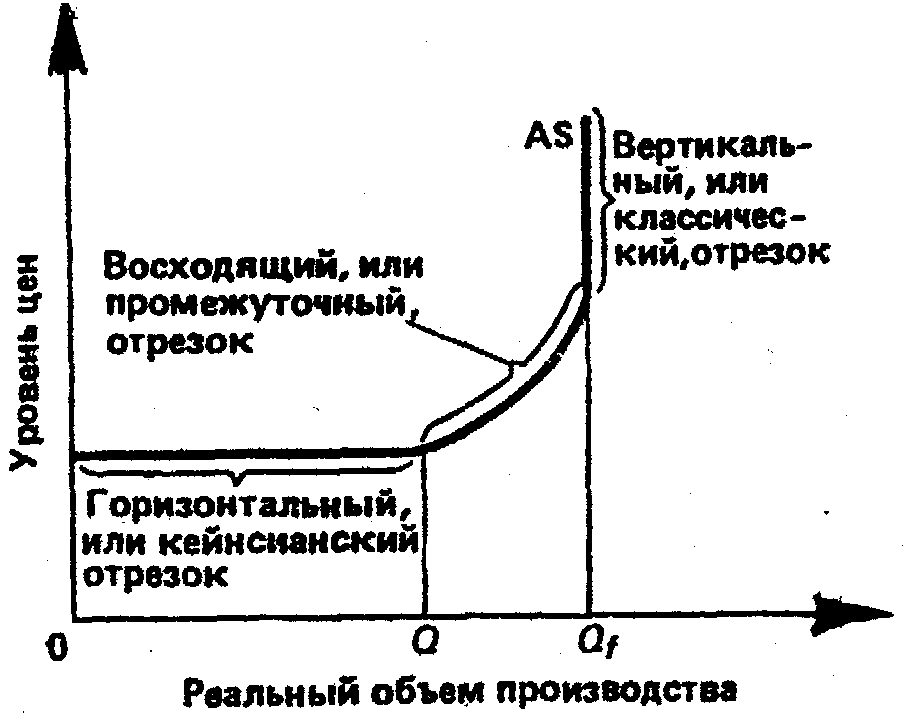 AS
Вертикаль-
ный, или
классичес-
кий, отрезок
Восходящий, или
промежуточный,
отрезок
Уровень цен
Горизонтальный,
или кейнсианский
отрезок
0
Q
Qf
Реальный объем производства